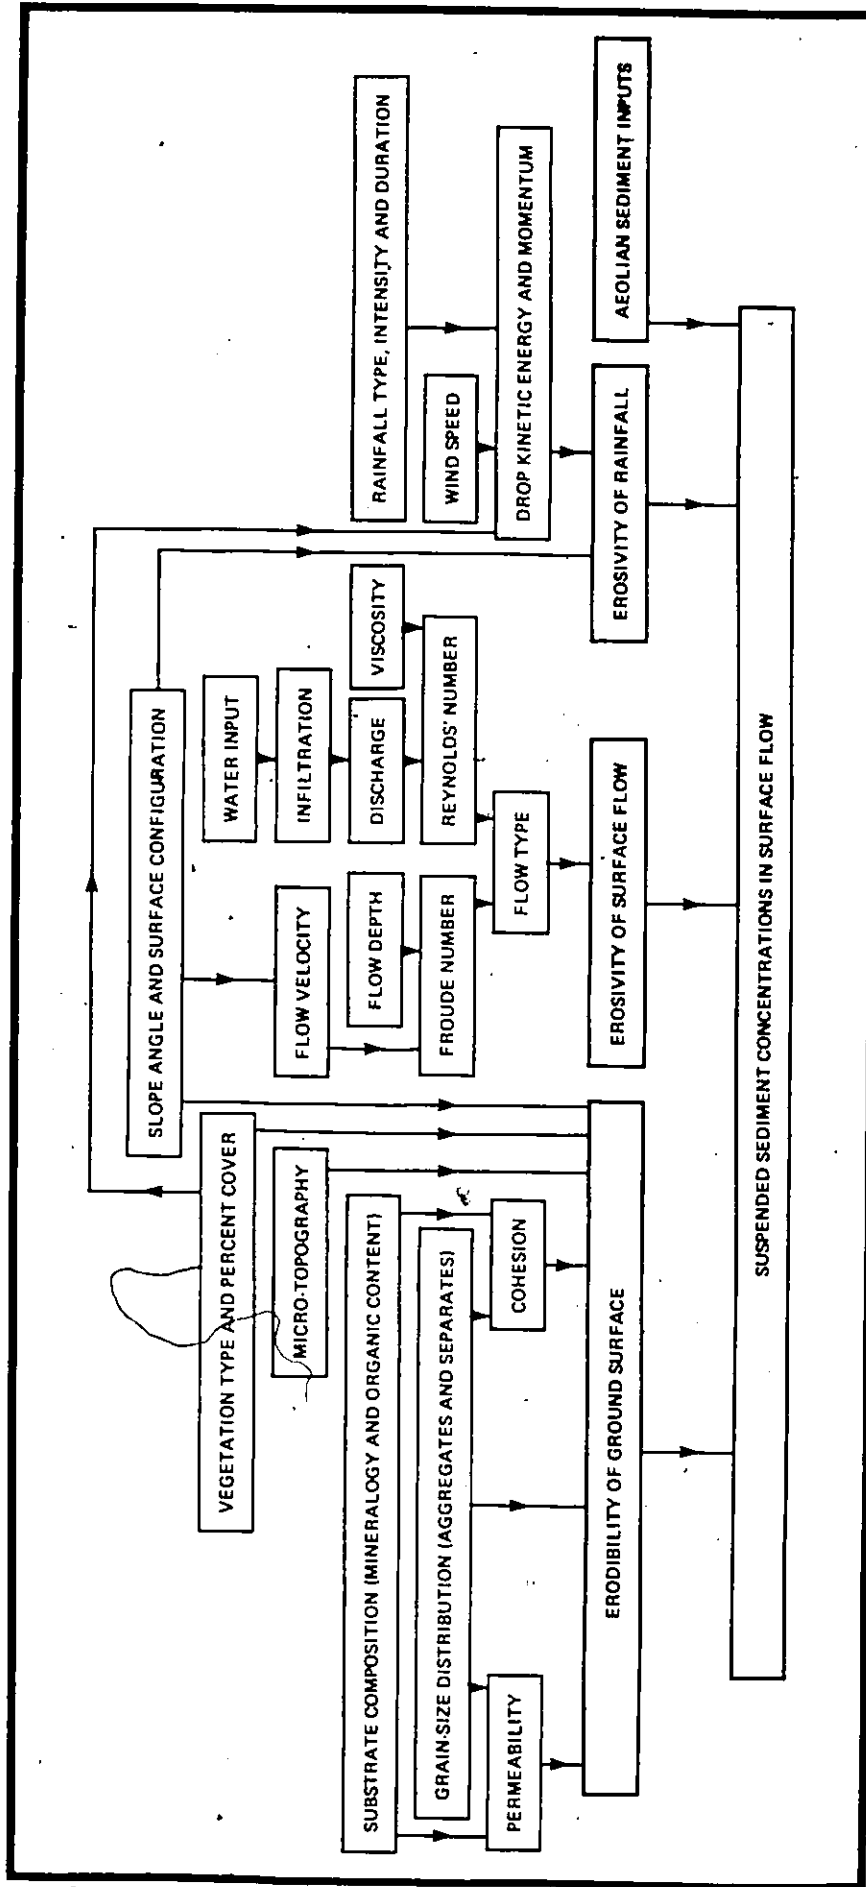 SLOPE ANGLE AND SURFACE CONFIGURATION
VEGETATION TYPE AND PERCENT COVER
WATER INPUT
MICRO-TOPOGRAPHY
FLOW VELOCITY
INFILTRATION
SUBSTRATE COMPOSITION (MINERALOGY AND ORGANIC CONTENT)
FLOW DEPTH
DISCHARGE
VISCOSITY
RAINFALL TYPE, INTENSITY AND DURATION
GRAIN-SIZE DISTRIBUTION (AGGREGATES AND SEPARATES)
FROUDE NUMBER
REYNOLDS' NUMBER
WIND SPEED
PERMEABILITY
COHESION
FLOW TYPE
DROP KINETIC ENERGY AND MOMENTUM
ERODIBILITY OF GROUND SURFACE
EROSIVITY OF SURFACE FLOW
EROSIVITY OF RAINFALL
AEOLIAN SEDIMENT INPUTS
SUSPENDED SEDIMENT CONCENTRATIONS IN SURFACE FLOW